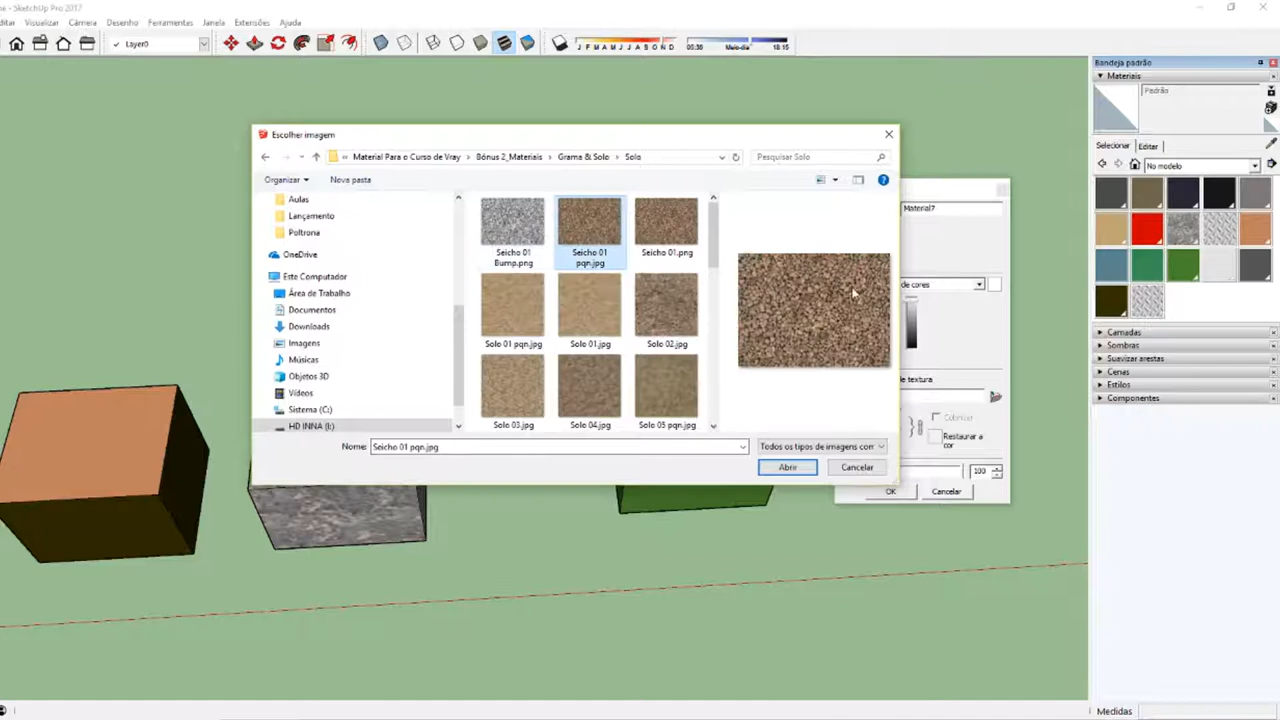 ne - SketchUp Pro 2017
Editar Visualizar Câmera Desenho Ferramentas Janela Extensões Ajuda
Layer0
J F M A M J J A S O N D
05:38 Meio-dia 18:15
Bandeja padrão
Materiais
Padrão
Selecionar Editar
No modelo
Camadas
Sombras
Suavizar arestas
Cenas
Estilos
Componentes
Escolher imagem
« Material Para o Curso de Vray › Bônus 2_Materiais › Grama & Solo › Solo
Pesquisar Solo
Organizar Nova pasta
Aulas
Lançamento
Poltrona
OneDrive
Este Computador
Área de Trabalho
Documentos
Downloads
Imagens
Músicas
Objetos 3D
Vídeos
Sistema (C:)
HD INNA (I:)
Seicho 01 Bump.png
Seicho 01 pqn.jpg
Seicho 01.png
Solo 01 pqn.jpg
Solo 01.jpg
Solo 02.jpg
Solo 03.jpg
Solo 04.jpg
Solo 05 pqn.jpg
Nome: Seicho 01 pqn.jpg
Todos os tipos de imagens com
Abrir Cancelar
Material7
de cores
de textura
Colorizar
Restaurar a cor
100
OK Cancelar
Medidas